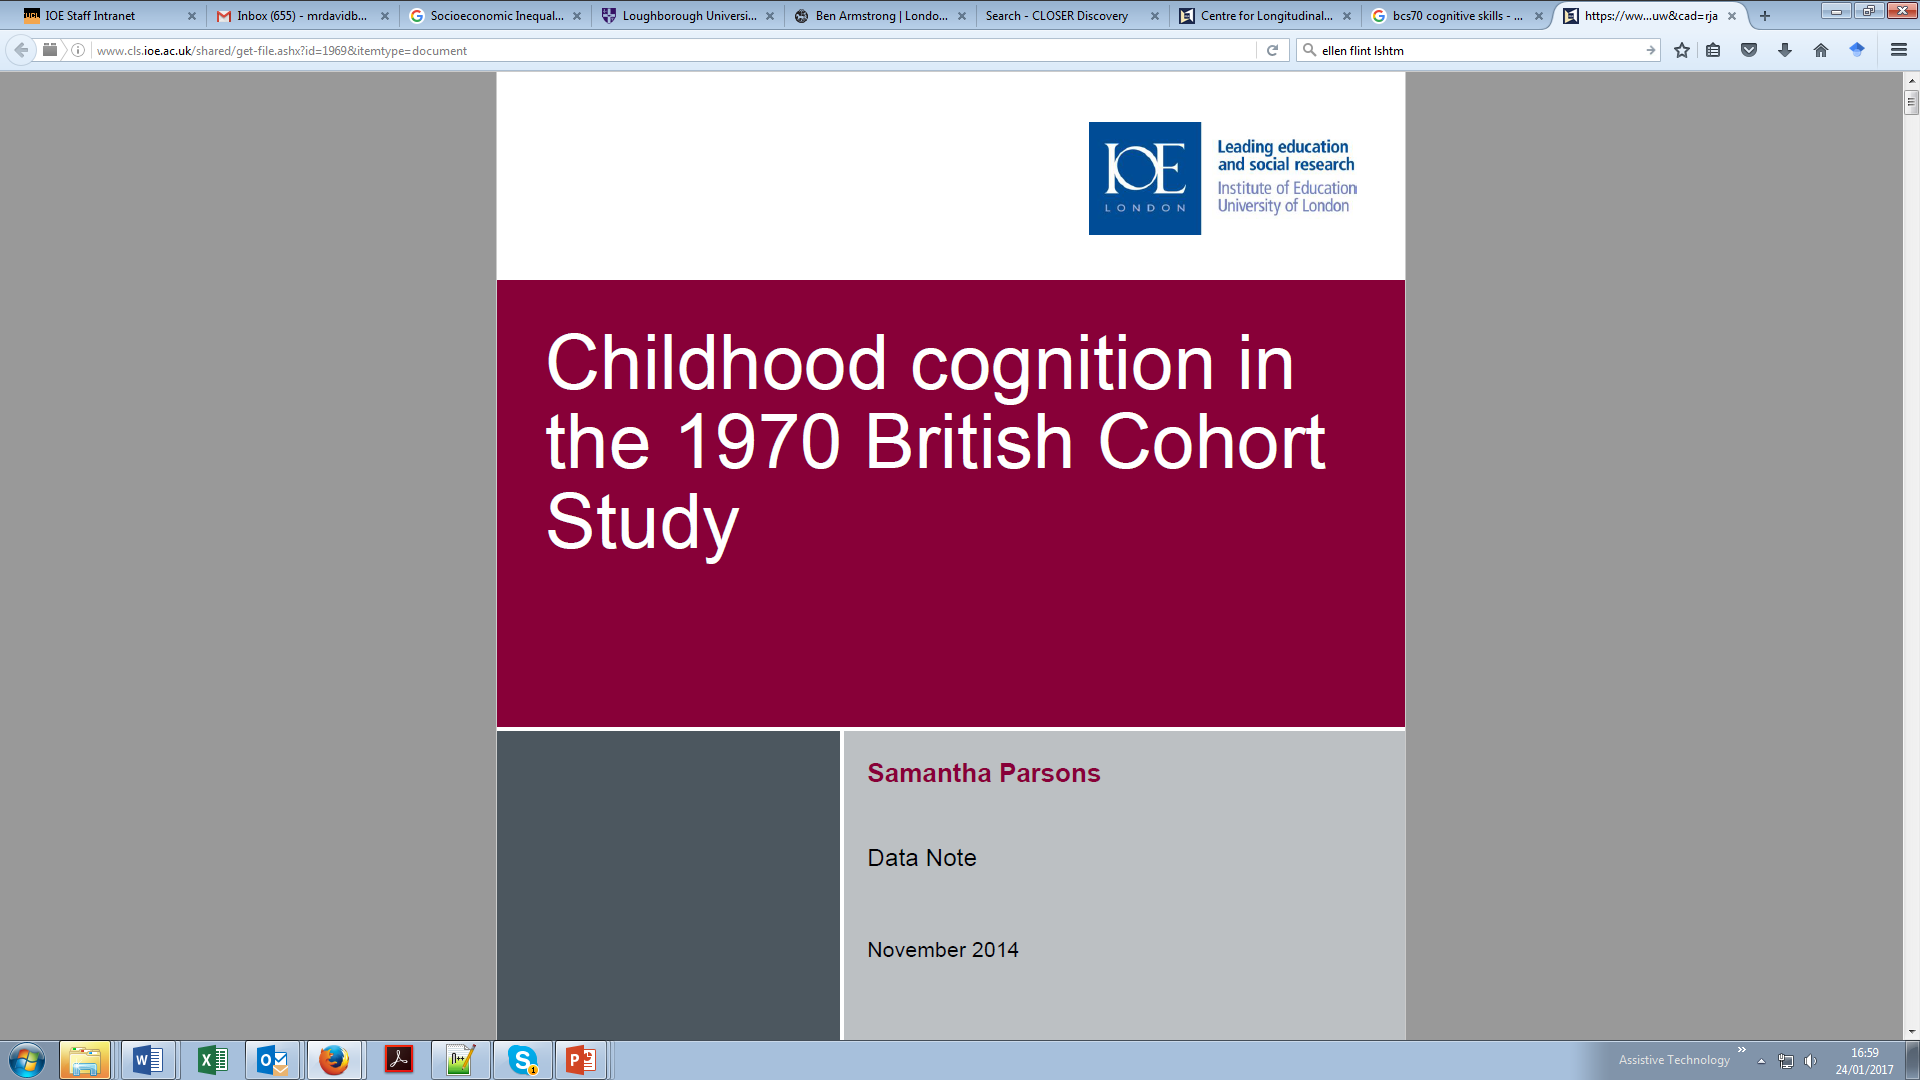 IOE Staff Intranet
Inbox (655) - mrdavidb...
Socioeconomic Inequal...
Loughborough Universi...
Ben Armstrong | Londo...
Search - CLOSER Discovery
Centre for Longitudinal...
bcs70 cognitive skills - ...
https://ww...uw&cad=rja
www.cls.ioe.ac.uk/shared/get-file.ashx?id=1969&itemtype=document
ellen flint lshtm
IOE
LONDON
Leading education
and social research
Institute of Education
University of London
Childhood cognition in
the 1970 British Cohort
Study
Samantha Parsons
Data Note
November 2014
Assistive Technology
16:59
24/01/2017